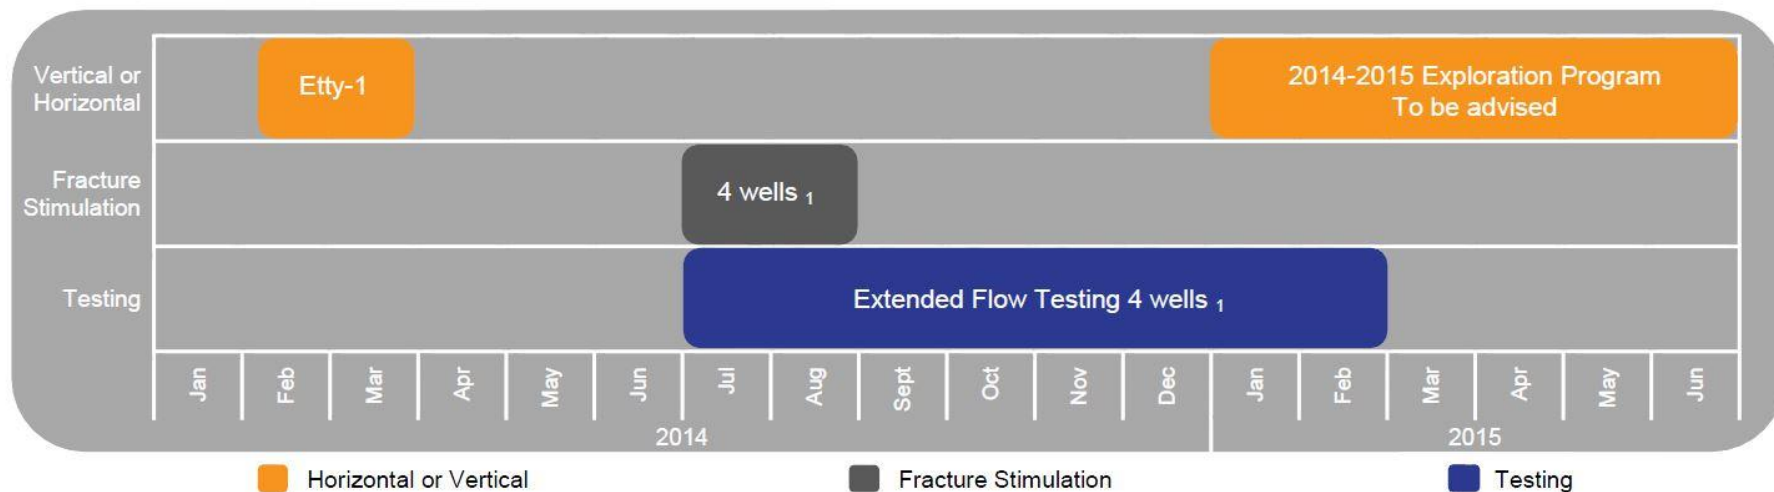 Vertical or
Horizontal
Etty-1
2014-2015 Exploration Program
To be advised
Fracture
Stimulation
4 wells 1
Testing
Extended Flow Testing 4 wells 1
Jan Feb Mar Apr May Jun Jul Aug Sept Oct Nov Dec Jan Feb Mar Apr May Jun
2014 2015
Horizontal or Vertical Fracture Stimulation Testing